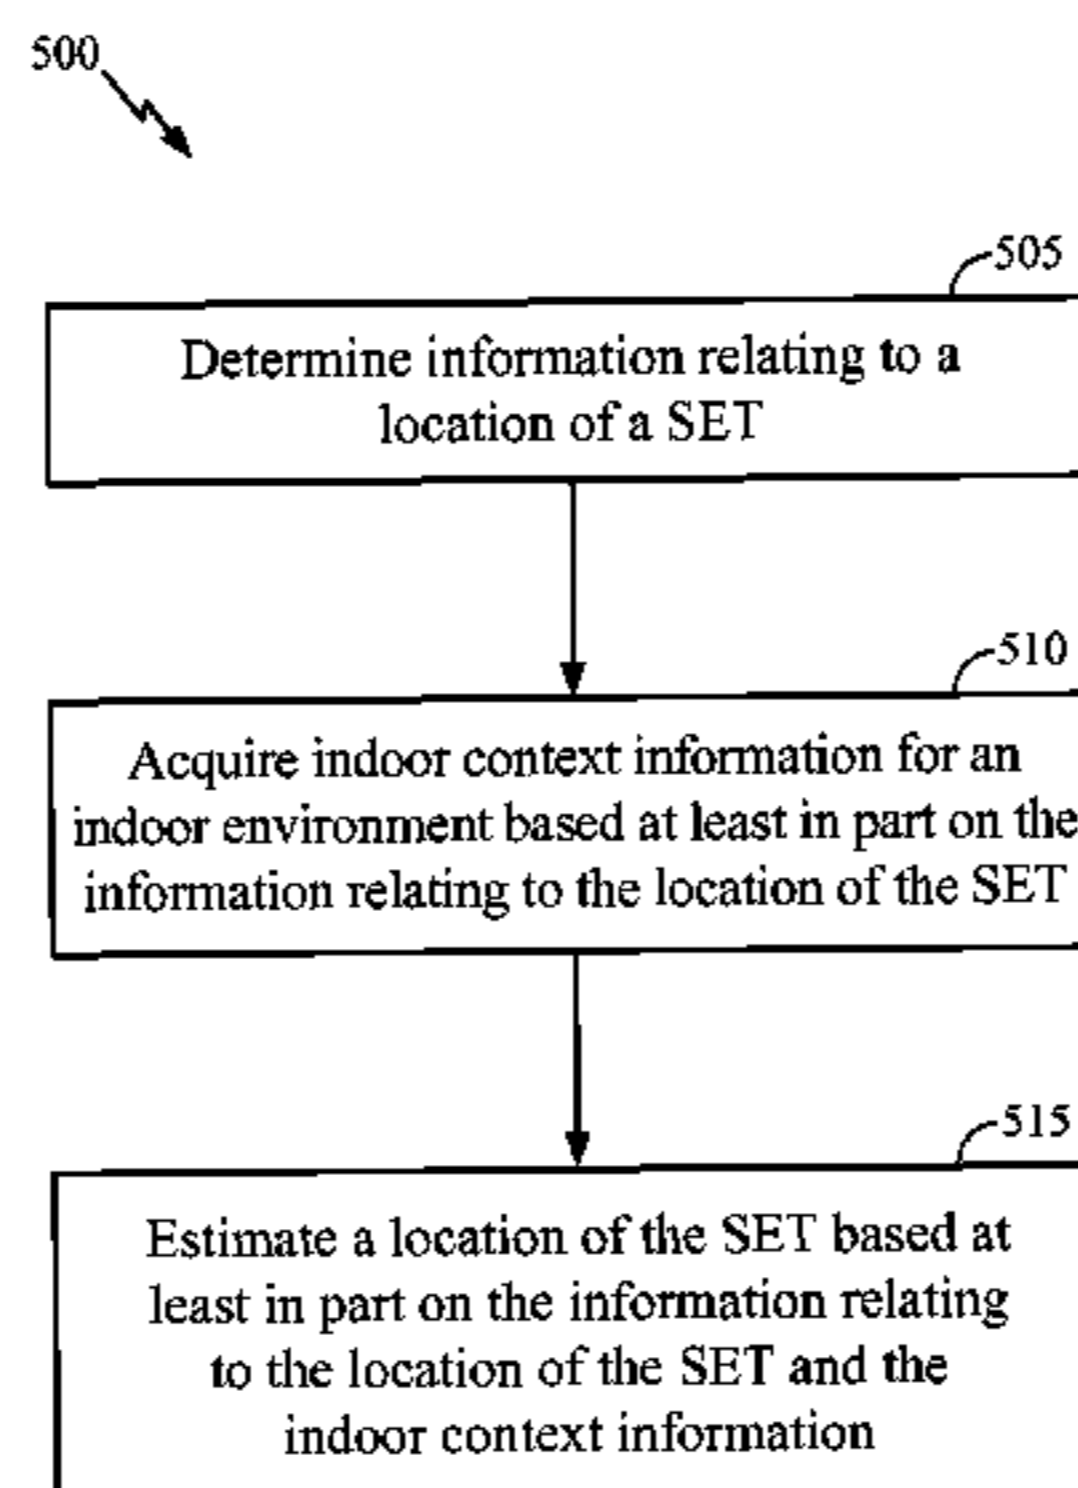 500
505
Determine information relating to a
location of a SET
510
Acquire indoor context information for an
indoor environment based at least in part on the
information relating to the location of the SET
515
Estimate a location of the SET based at
least in part on the information relating
to the location of the SET and the
indoor context information